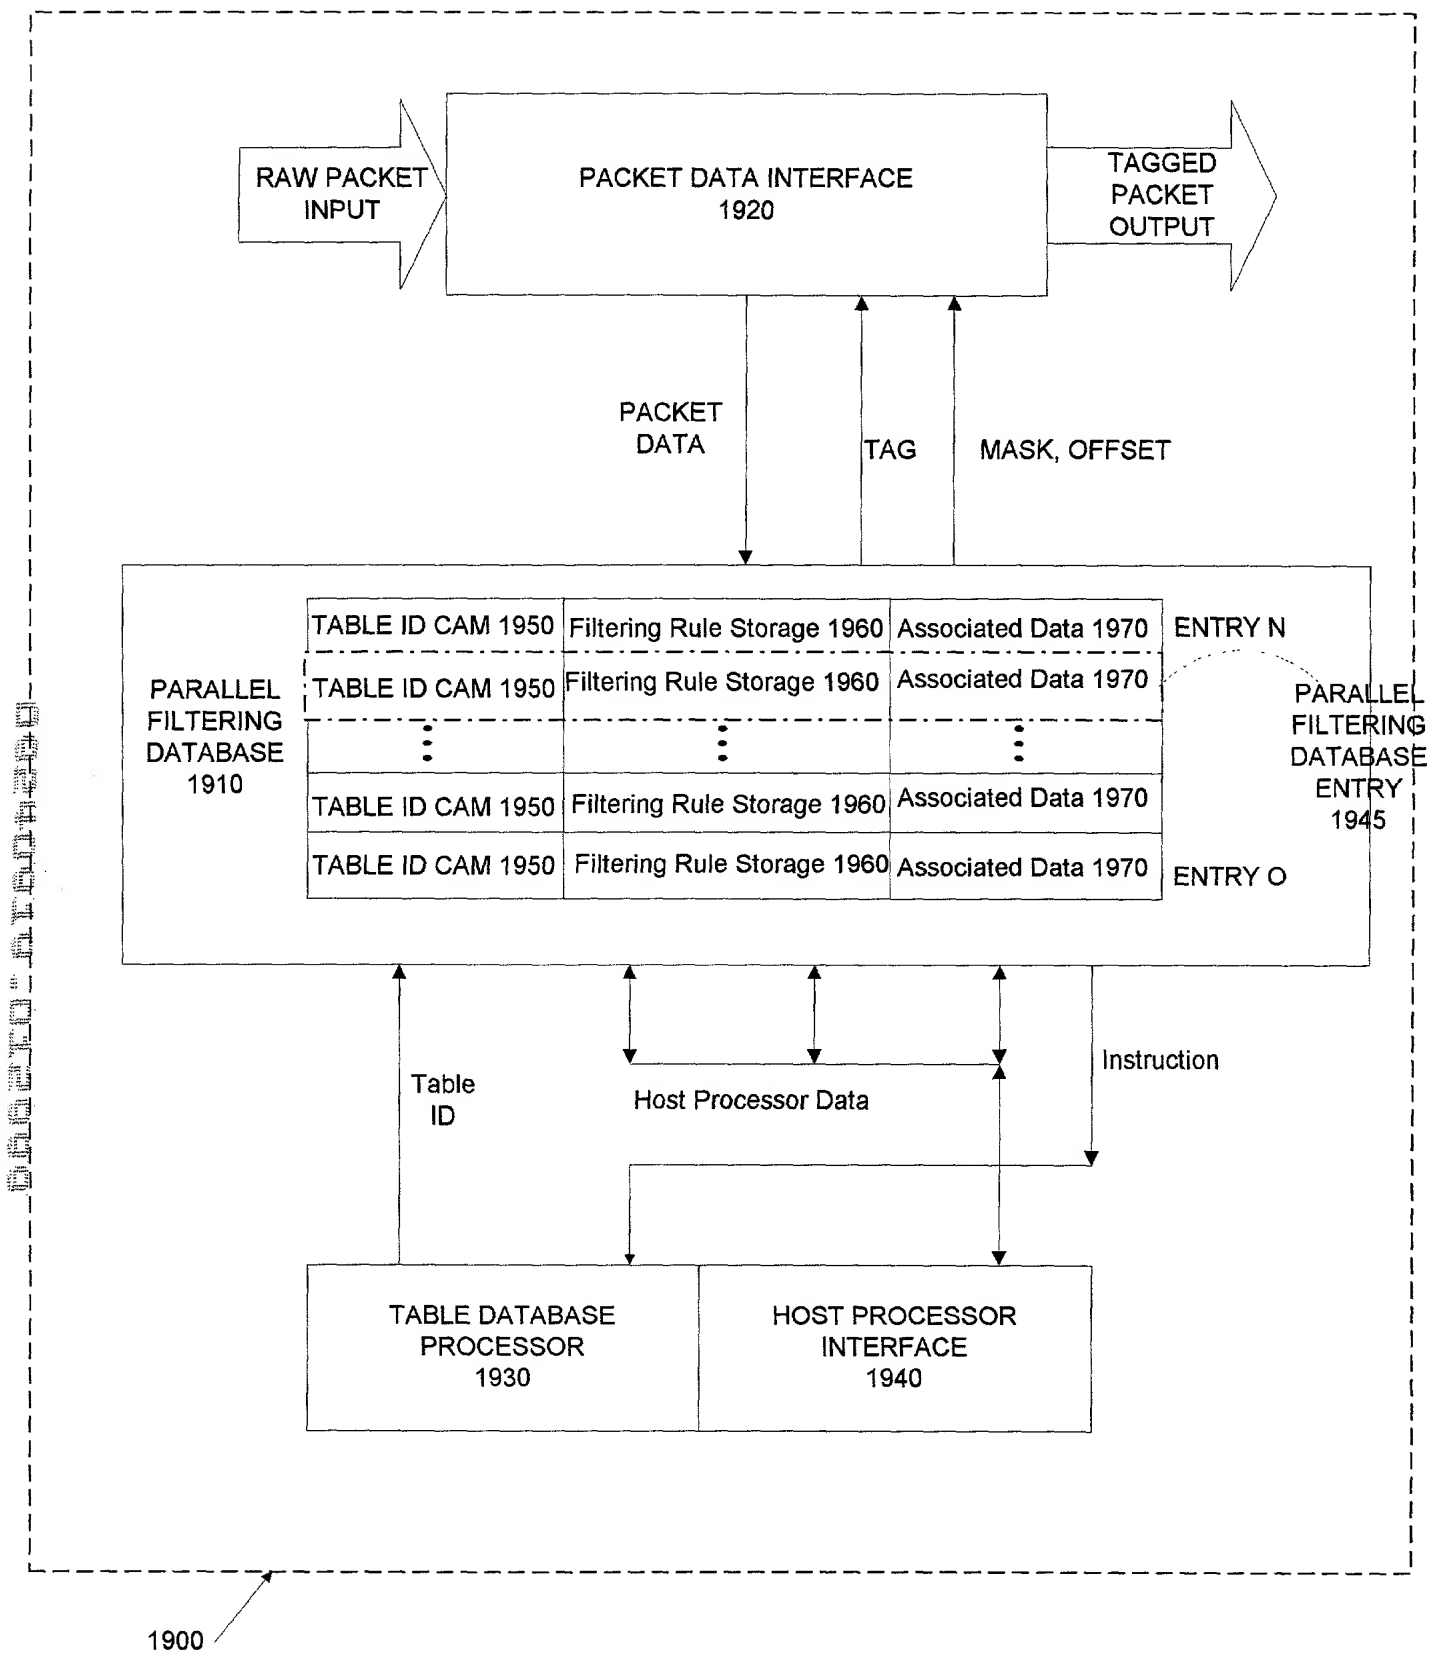 RAW PACKET
INPUT
PACKET DATA INTERFACE
1920
TAGGED
PACKET
OUTPUT
PACKET
DATA
TAG
MASK, OFFSET
PARALLEL
FILTERING
DATABASE
1910
TABLE ID CAM 1950 Filtering Rule Storage 1960 Associated Data 1970 ENTRY N
TABLE ID CAM 1950 Filtering Rule Storage 1960 Associated Data 1970
TABLE ID CAM 1950 Filtering Rule Storage 1960 Associated Data 1970
TABLE ID CAM 1950 Filtering Rule Storage 1960 Associated Data 1970 ENTRY O
PARALLEL
FILTERING
DATABASE
ENTRY
1945
Table
ID
Host Processor Data
Instruction
TABLE DATABASE
PROCESSOR
1930
HOST PROCESSOR
INTERFACE
1940
1900